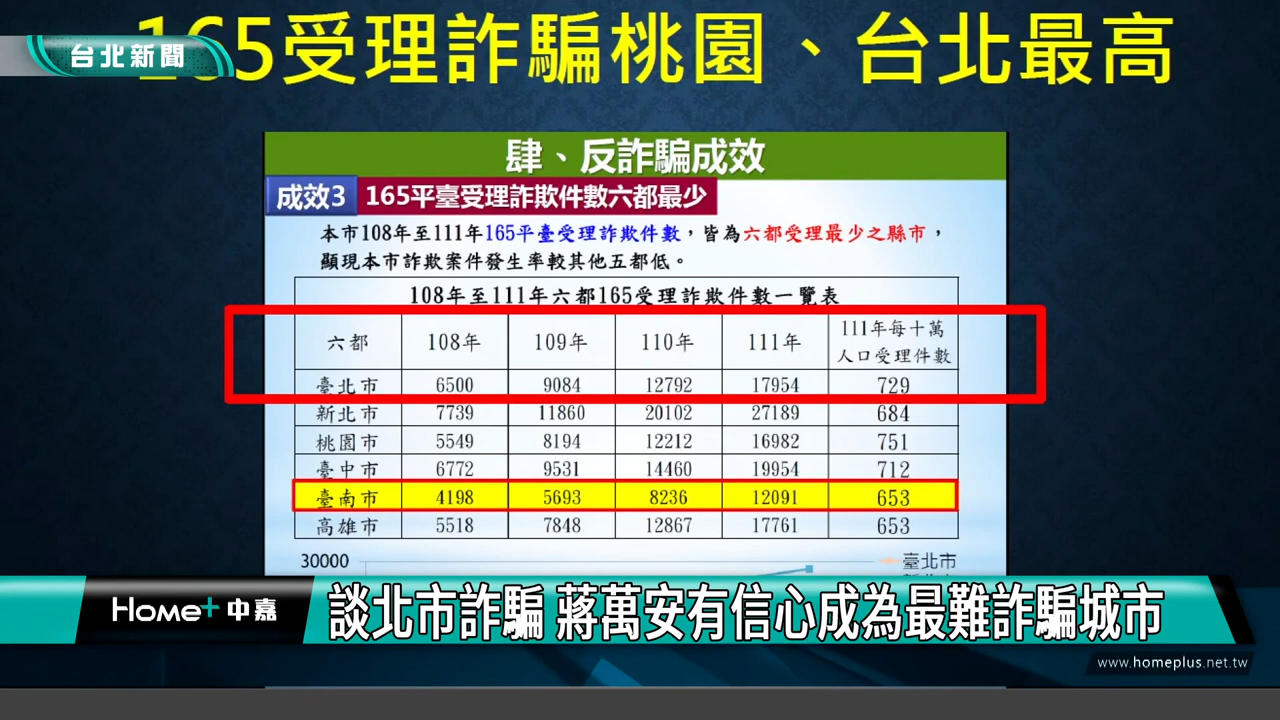 165受理詐騙桃園、台北最高
台北新聞
肆、反詐騙成效
成效3 165平臺受理詐欺件數六都最少
本市108年至111年165平臺受理詐欺件數，皆為六都受理最少之縣市，
顯現本市詐欺案件發生率較其他五都低。
108年至111年六都165受理詐欺件數一覽表
六都 108年 109年 110年 111年 111年每十萬人口受理件數
臺北市 6500 9084 12792 17954 729
新北市 7739 11860 20102 27189 684
桃園市 5549 8194 12212 16982 751
臺中市 6772 9531 14460 19954 712
臺南市 4198 5693 8236 12091 653
高雄市 5518 7848 12867 17761 653
30000 臺北市
Home+中嘉 談北市詐騙 蔣萬安有信心成為最難詐騙城市
www.homeplus.net.tw